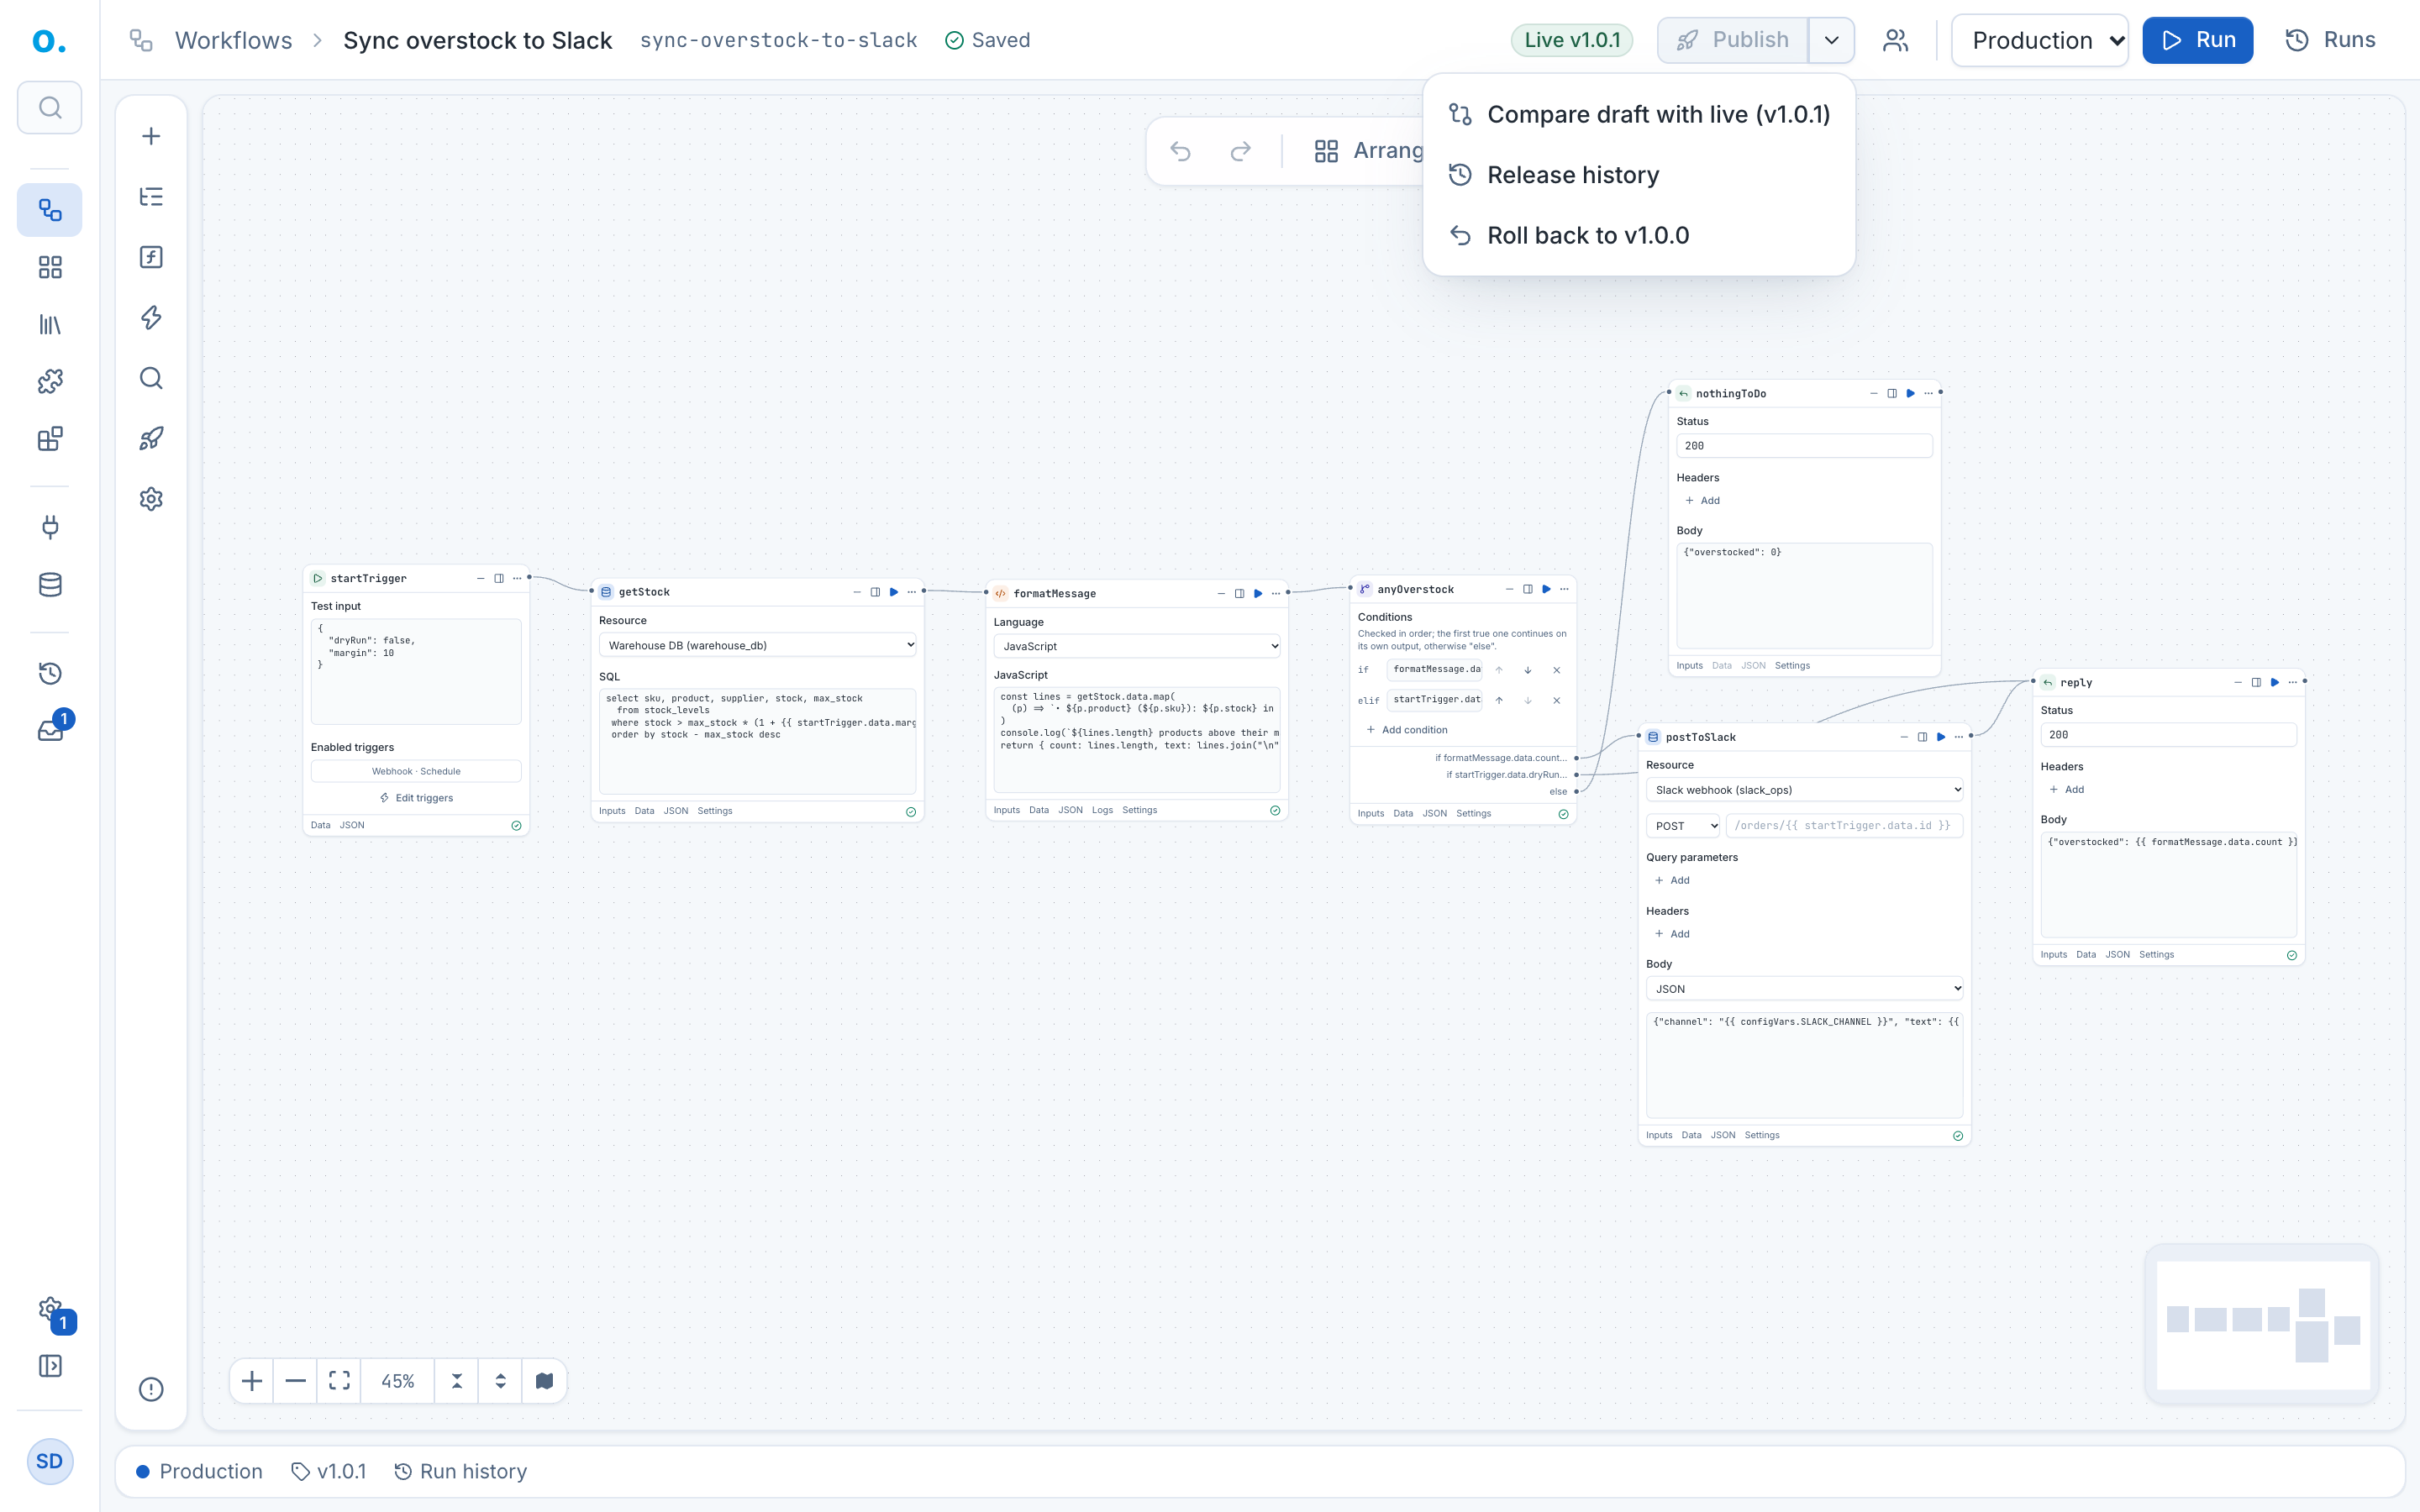 o.
Workflows
Sync overstock to Slack
sync-overstock-to-slack
Saved
Live v1.0.1
Publish
Production
Run
Runs
Compare draft with live (v1.0.1)
Release history
Roll back to v1.0.0
Arrang
startTrigger
Test input
{
"dryRun": false,
"margin": 10
}
Enabled triggers
Webhook · Schedule
Edit triggers
Data JSON
getStock
Resource
Warehouse DB (warehouse_db)
SQL
select sku, product, supplier, stock, max_stock
from stock_levels
where stock > max_stock * (1 + {{ startTrigger.data.marg
order by stock - max_stock desc
Inputs Data JSON Settings
formatMessage
Language
JavaScript
JavaScript
const lines = getStock.data.map(
(p) => `• ${p.product} (${p.sku}): ${p.stock} in
)
console.log(`${lines.length} products above their m
return { count: lines.length, text: lines.join("\n"
Inputs Data JSON Logs Settings
anyOverstock
Conditions
Checked in order; the first true one continues on
its own output, otherwise "else".
if formatMessage.da
elif startTrigger.dat
Add condition
if formatMessage.data.count...
if startTrigger.data.dryRun...
else
Inputs Data JSON Settings
nothingToDo
Status
200
Headers
Add
Body
{"overstocked": 0}
Inputs Data JSON Settings
postToSlack
Resource
Slack webhook (slack_ops)
POST /orders/{{ startTrigger.data.id }}
Query parameters
Add
Headers
Add
Body
JSON
{"channel": "{{ configVars.SLACK_CHANNEL }}", "text": {{
Inputs Data JSON Settings
reply
Status
200
Headers
Add
Body
{"overstocked": {{ formatMessage.data.count }}
Inputs Data JSON Settings
1
1
SD
45%
Production
v1.0.1
Run history